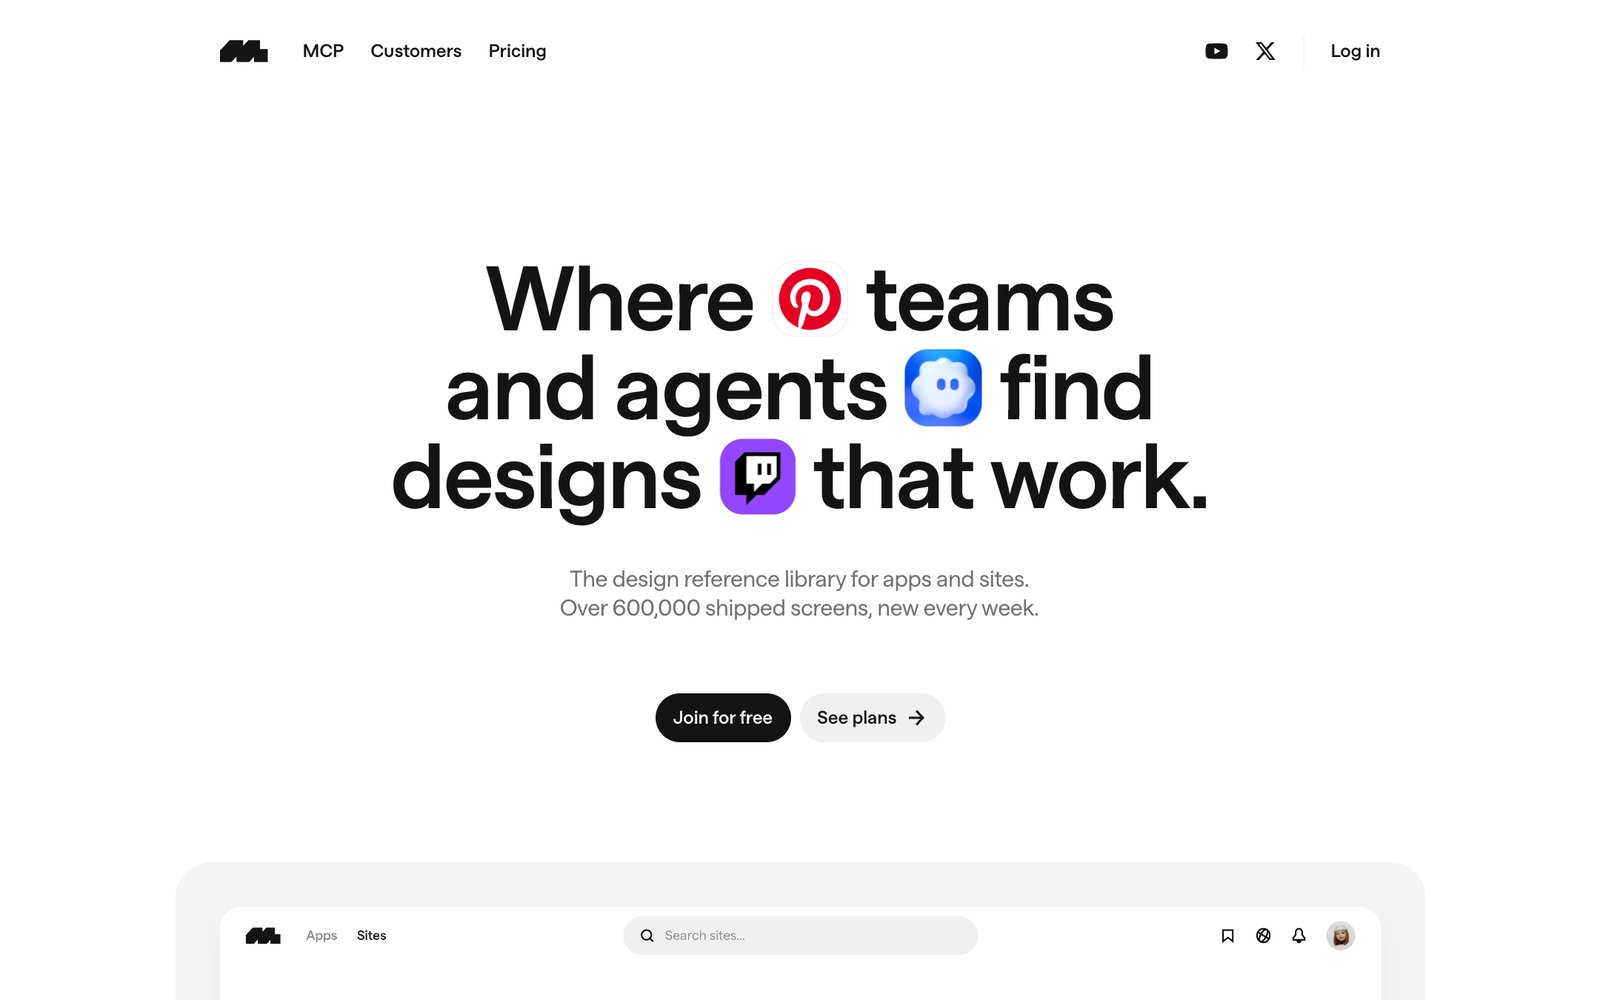 MCP Customers Pricing Log in
Where teams
and agents find
designs that work.
The design reference library for apps and sites.
Over 600,000 shipped screens, new every week.
Join for free See plans
Apps Sites Search sites...